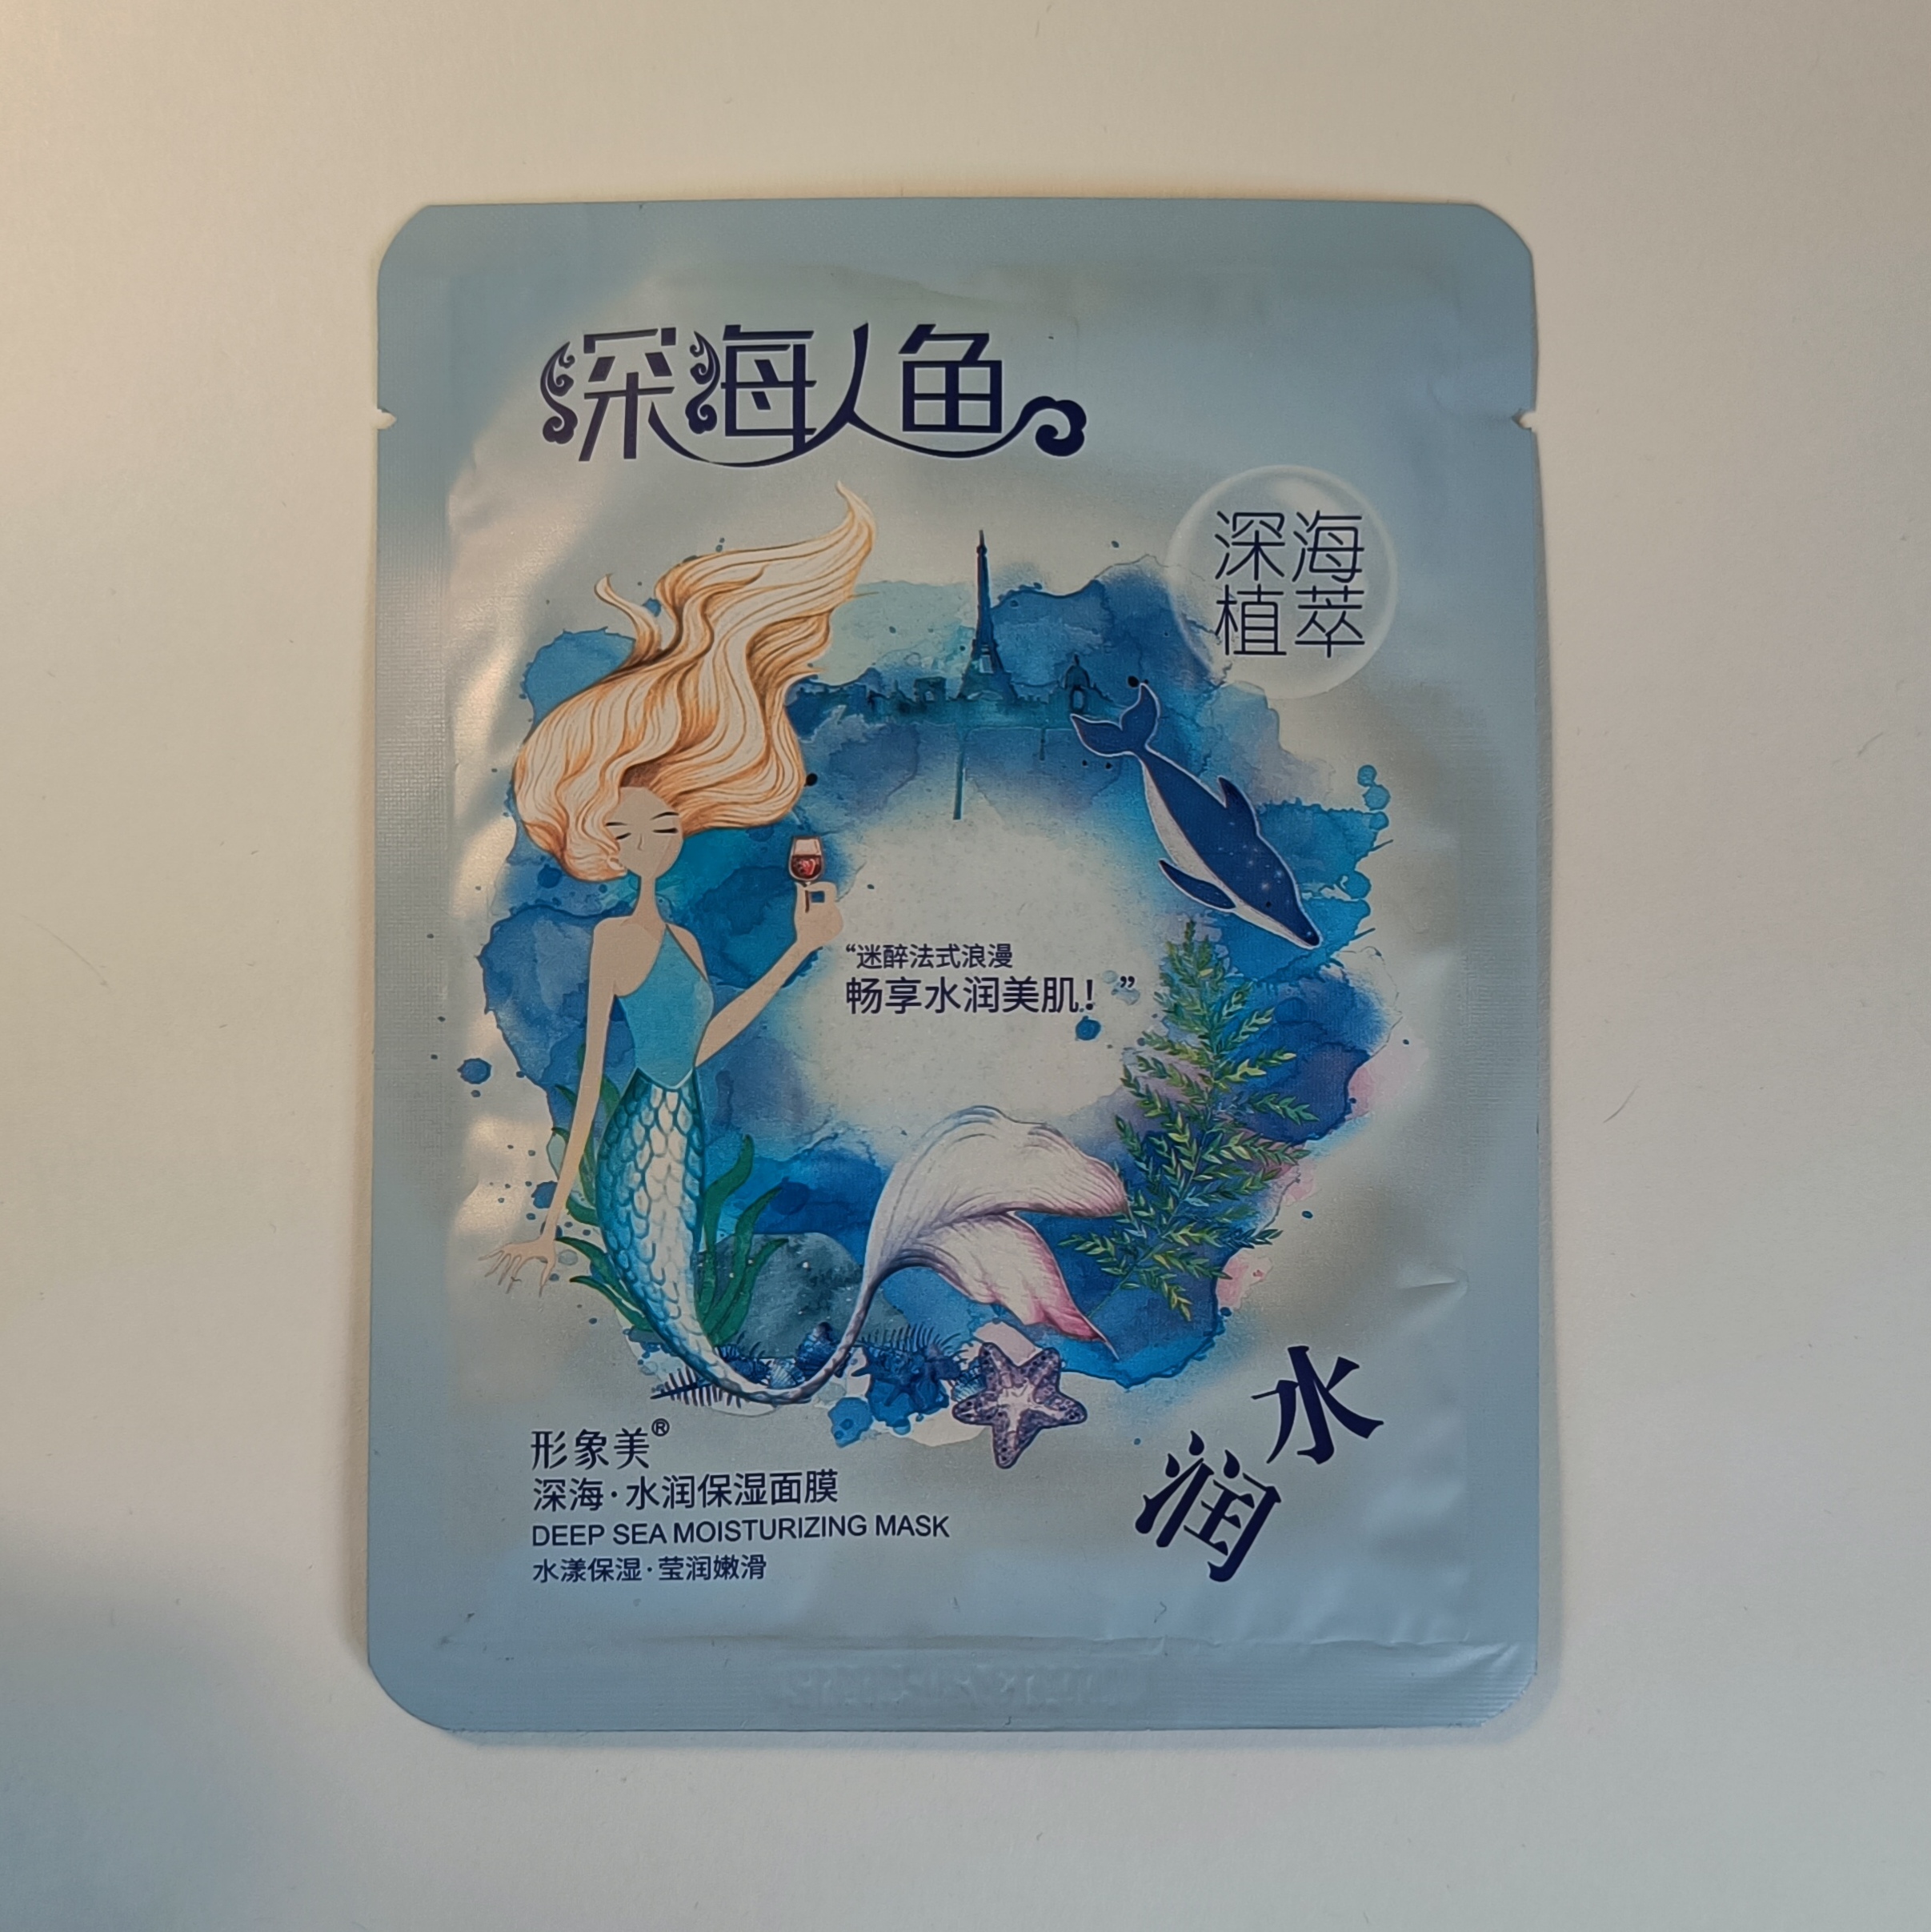 深海人鱼
深海
植萃
“迷醉法式浪漫
畅享水润美肌！”
水润
形象美®
深海·水润保湿面膜
DEEP SEA MOISTURIZING MASK
水漾保湿·莹润嫩滑